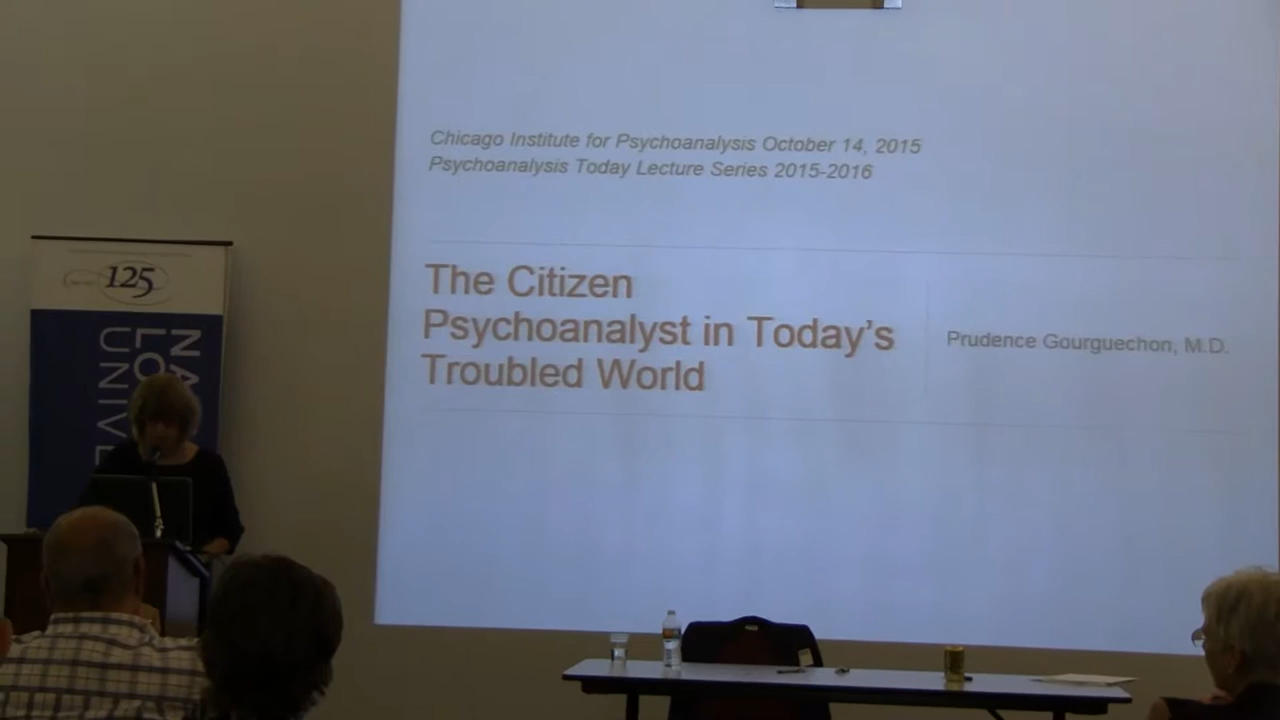 Chicago Institute for Psychoanalysis October 14, 2015
Psychoanalysis Today Lecture Series 2015-2016
The Citizen
Psychoanalyst in Today's
Troubled World
Prudence Gourguechon, M.D.
125